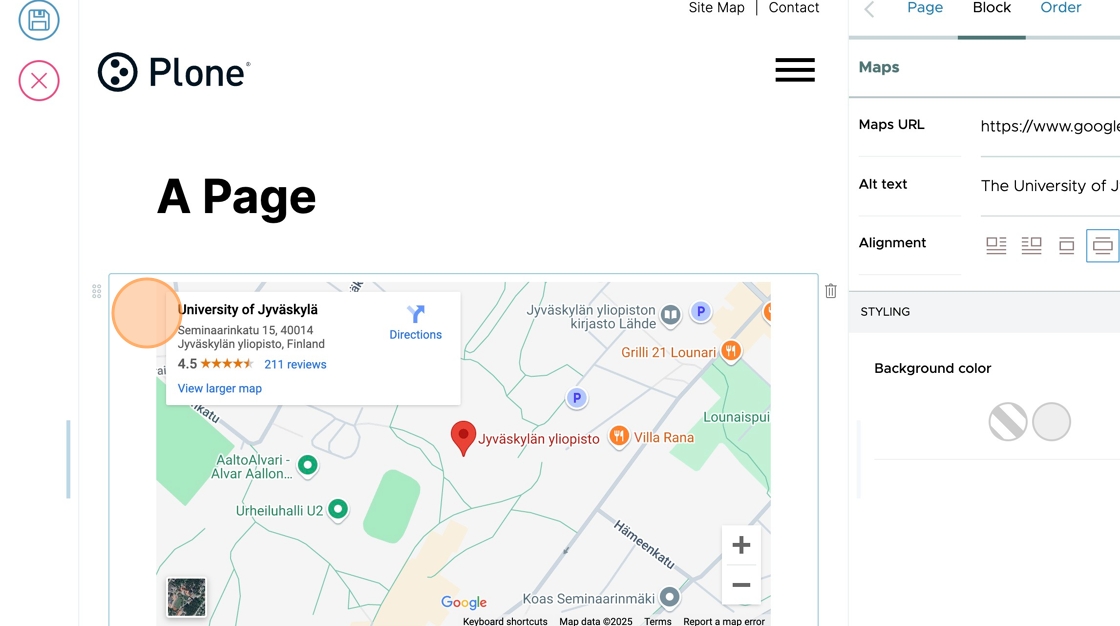 Site Map
Contact
Page
Block
Order
Plone
Maps
Maps URL
https://www.google
Alt text
The University of J
A Page
Alignment
STYLING
Background color
University of Jyväskylä
Seminaarinkatu 15, 40014
Jyväskylän yliopisto, Finland
4.5
211 reviews
View larger map
Directions
Jyväskylän yliopiston
kirjasto Lähde
P
Grilli 21 Lounari
P
Lounaispui
Jyväskylän yliopisto
Villa Rana
AaltoAlvari -
Alvar Aallon...
Urheiluhalli U2
Hämeenkatu
Koas Seminaarinmäki
Google
Keyboard shortcuts
Map data ©2025
Terms
Report a map error